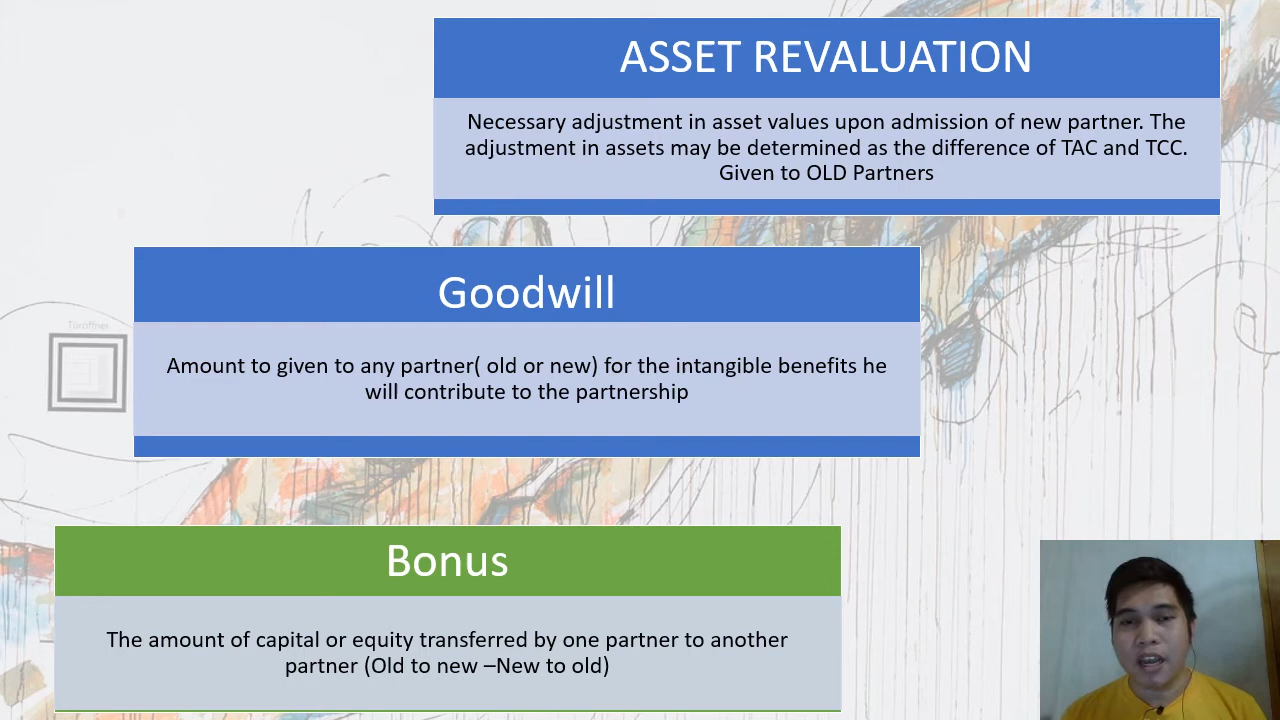 ASSET REVALUATION
Necessary adjustment in asset values upon admission of new partner. The
adjustment in assets may be determined as the difference of TAC and TCC.
Given to OLD Partners
Goodwill
Türöffner
Amount to given to any partner( old or new) for the intangible benefits he
will contribute to the partnership
Bonus
The amount of capital or equity transferred by one partner to another
partner (Old to new –New to old)